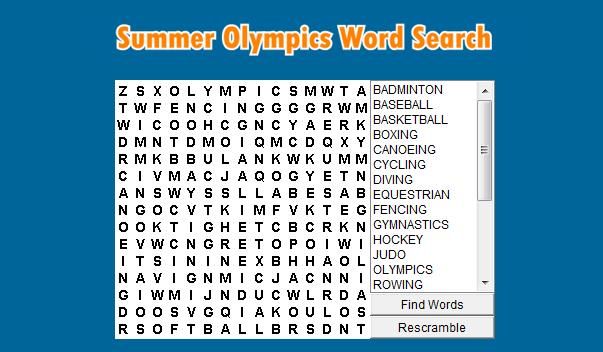 Summer Olympics Word Search
Z S X O L Y M P I C S M W T A
T W F E N C I N G G G G R W M
W I C O O H C G N C Y A E R K
D M N T D M O I Q M C D Q X Y
R M K B B U L A N K W K U M M
C I V M A C J A Q O G Y E T N
A N S W Y S S L L A B E S A B
N G O C V T K I M F V K T E G
O O K T I G H E T C B C R K N
E V W C N G R E T O P O I W I
I T S I N I N E X B H H A O L
N A V I G N M I C J A C N N I
G I W M I J N D U C W L R D A
D O O S V G Q I A K O U L O S
R S O F T B A L L B R S D N T
BADMINTON
BASEBALL
BASKETBALL
BOXING
CANOEING
CYCLING
DIVING
EQUESTRIAN
FENCING
GYMNASTICS
HOCKEY
JUDO
OLYMPICS
ROWING
Find Words
Rescramble